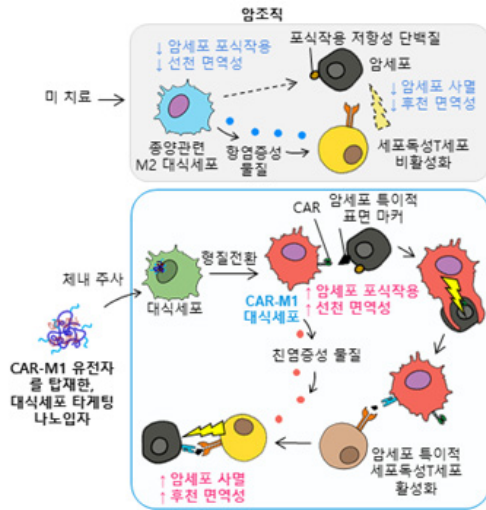 암조직
↓ 암세포 포식작용
↓ 선천 면역성
포식작용 저항성 단백질
암세포
↓ 암세포 사멸
↓ 후천 면역성
미 치료
종양관련
M2 대식세포
항염증성
물질
세포독성T세포
비활성화
체내 주사
대식세포
형질전환
CAR
암세포 특이적
표면 마커
CAR-M1
대식세포
↑ 암세포 포식작용
↑ 선천 면역성
친염증성 물질
CAR-M1 유전자
를 탑재한,
대식세포 타게팅
나노입자
↑ 암세포 사멸
↑ 후천 면역성
암세포 특이적
세포독성T세포
활성화